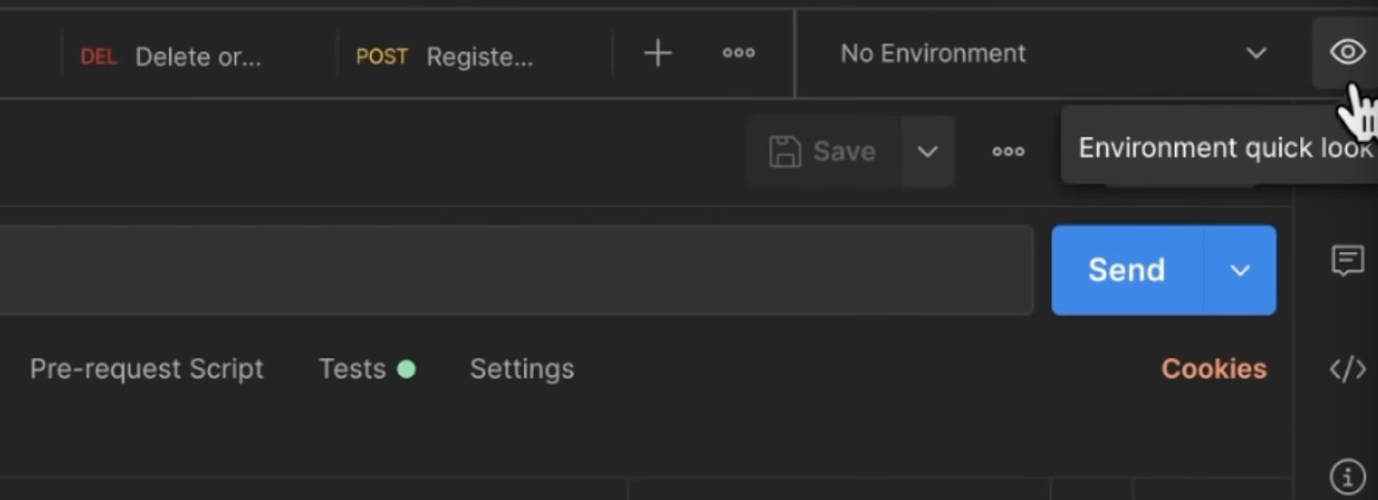 DEL Delete or... POST Registe... No Environment
Save
Environment quick look
Send
Pre-request Script Tests Settings Cookies